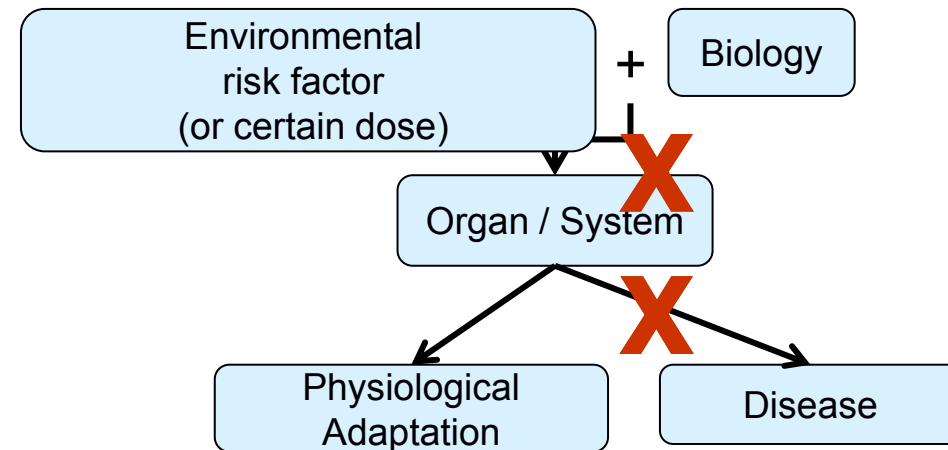 Environmental
risk factor
(or certain dose)
+
Biology
X
Organ / System
X
Physiological
Adaptation
Disease